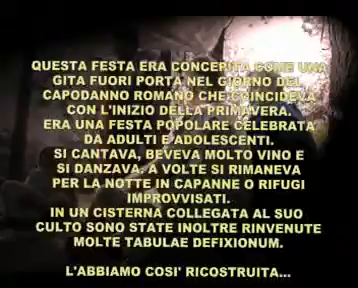 QUESTA FESTA ERA CONCEPITA COME UNA
GITA FUORI PORTA NEL GIORNO DEL
CAPODANNO ROMANO CHE COINCIDEVA
CON L'INIZIO DELLA PRIMAVERA.
ERA UNA FESTA POPOLARE CELEBRATA
DA ADULTI E ADOLESCENTI.
SI CANTAVA, BEVEVA MOLTO VINO E
SI DANZAVA. A VOLTE SI RIMANEVA
PER LA NOTTE IN CAPANNE O RIFUGI
IMPROVVISATI.
IN UN CISTERNA COLLEGATA AL SUO
CULTO SONO STATE INOLTRE RINVENUTE
MOLTE TABULAE DEFIXIONUM.
L'ABBIAMO COSI' RICOSTRUITA...